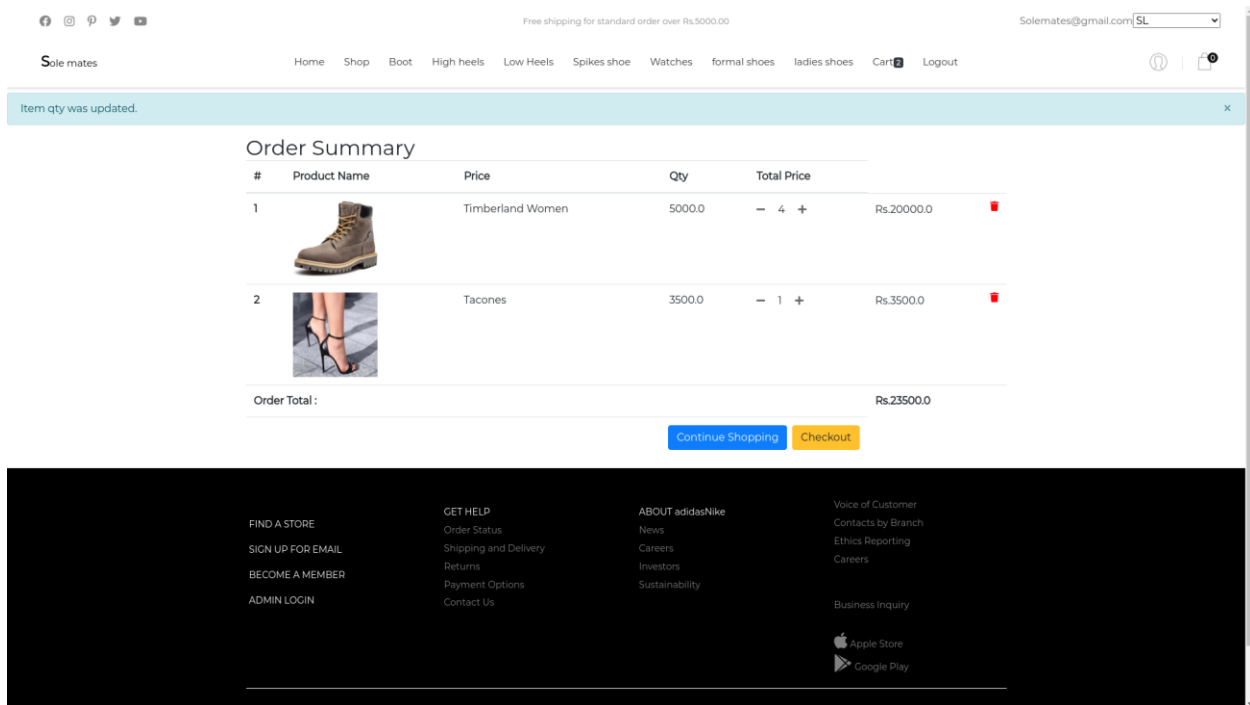 Free shipping for standard order over Rs.5000.00
Solemates@gmail.com SL
Sole mates
Home Shop Boot High heels Low Heels Spikes shoe Watches formal shoes ladies shoes Cart 2 Logout
0
Item qty was updated. ×
Order Summary
# Product Name Price Qty Total Price
1 Timberland Women 5000.0 − 4 + Rs.20000.0
2 Tacones 3500.0 − 1 + Rs.3500.0
Order Total : Rs.23500.0
Continue Shopping Checkout
FIND A STORE
SIGN UP FOR EMAIL
BECOME A MEMBER
ADMIN LOGIN
GET HELP
Order Status
Shipping and Delivery
Returns
Payment Options
Contact Us
ABOUT adidasNike
News
Careers
Investors
Sustainability
Voice of Customer
Contacts by Branch
Ethics Reporting
Careers
Business Inquiry
Apple Store
Google Play